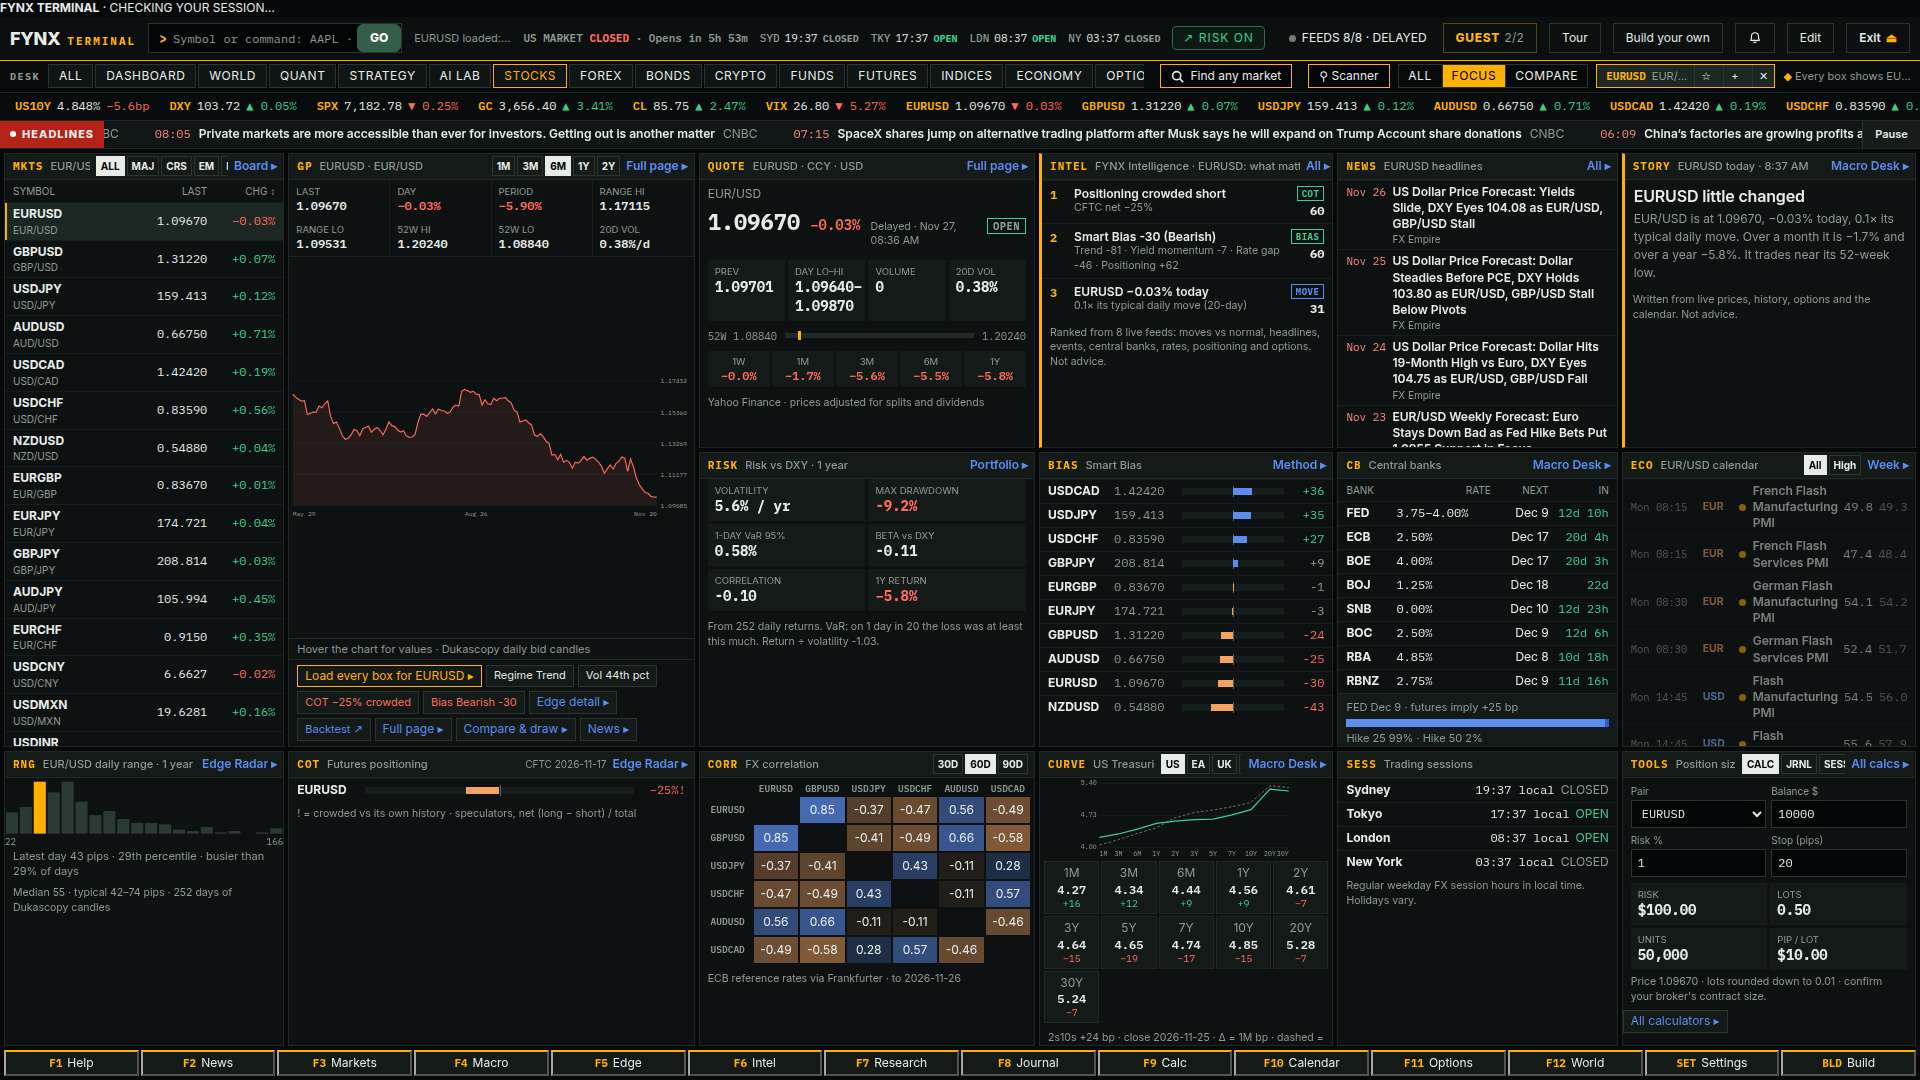 FYNX TERMINAL · CHECKING YOUR SESSION...
FYNX TERMINAL
> Symbol or command: AAPL · GO
EURUSD loaded:...
US MARKET CLOSED · Opens in 5h 53m
SYD 19:37 CLOSED TKY 17:37 OPEN LDN 08:37 OPEN NY 03:37 CLOSED
↗ RISK ON
FEEDS 8/8 · DELAYED
GUEST 2/2
Tour
Build your own
Edit
Exit ⏏
DESK ALL DASHBOARD WORLD QUANT STRATEGY AI LAB STOCKS FOREX BONDS CRYPTO FUNDS FUTURES INDICES ECONOMY OPTIO
Find any market
Scanner
ALL FOCUS COMPARE
EURUSD EUR/... ☆ + ✕
◆ Every box shows EU...
US10Y 4.848% −5.6bp DXY 103.72 ▲ 0.05% SPX 7,182.78 ▼ 0.25% GC 3,656.40 ▲ 3.41% CL 85.75 ▲ 2.47% VIX 26.80 ▼ 5.27% EURUSD 1.09670 ▼ 0.03% GBPUSD 1.31220 ▲ 0.07% USDJPY 159.413 ▲ 0.12% AUDUSD 0.66750 ▲ 0.71% USDCAD 1.42420 ▲ 0.19% USDCHF 0.83590 ▲ 0.
● HEADLINES
BC 08:05 Private markets are more accessible than ever for investors. Getting out is another matter CNBC 07:15 SpaceX shares jump on alternative trading platform after Musk says he will expand on Trump Account share donations CNBC 06:09 China's factories are growing profits a
Pause
MKTS EUR/US ALL MAJ CRS EM Board ▸
SYMBOL LAST CHG ↕
EURUSD EUR/USD 1.09670 −0.03%
GBPUSD GBP/USD 1.31220 +0.07%
USDJPY USD/JPY 159.413 +0.12%
AUDUSD AUD/USD 0.66750 +0.71%
USDCAD USD/CAD 1.42420 +0.19%
USDCHF USD/CHF 0.83590 +0.56%
NZDUSD NZD/USD 0.54880 +0.04%
EURGBP EUR/GBP 0.83670 +0.01%
EURJPY EUR/JPY 174.721 +0.04%
GBPJPY GBP/JPY 208.814 +0.03%
AUDJPY AUD/JPY 105.994 +0.45%
EURCHF EUR/CHF 0.9150 +0.35%
USDCNY USD/CNY 6.6627 −0.02%
USDMXN USD/MXN 19.6281 +0.16%
USDINR
GP EURUSD · EUR/USD 1M 3M 6M 1Y 2Y Full page ▸
LAST 1.09670
DAY −0.03%
PERIOD −5.90%
RANGE HI 1.17115
RANGE LO 1.09531
52W HI 1.20240
52W LO 1.08840
20D VOL 0.38%/d
1.17452
1.15360
1.13269
1.11177
1.09085
May 29 Aug 26 Nov 20
Hover the chart for values · Dukascopy daily bid candles
Load every box for EURUSD ▸ Regime Trend Vol 44th pct
COT −25% crowded Bias Bearish -30 Edge detail ▸
Backtest ↗ Full page ▸ Compare & draw ▸ News ▸
QUOTE EURUSD · CCY · USD Full page ▸
EUR/USD
1.09670 −0.03% Delayed · Nov 27, 08:36 AM OPEN
PREV 1.09701
DAY LO–HI 1.09640–1.09870
VOLUME 0
20D VOL 0.38%
52W 1.08840 1.20240
1W −0.0%
1M −1.7%
3M −5.6%
6M −5.5%
1Y −5.8%
Yahoo Finance · prices adjusted for splits and dividends
INTEL FYNX Intelligence · EURUSD: what matt All ▸
1 Positioning crowded short COT
CFTC net −25% 60
2 Smart Bias -30 (Bearish) BIAS
Trend -81 · Yield momentum -7 · Rate gap -46 · Positioning +62 60
3 EURUSD −0.03% today MOVE
0.1× its typical daily move (20-day) 31
Ranked from 8 live feeds: moves vs normal, headlines, events, central banks, rates, positioning and options. Not advice.
NEWS EURUSD headlines All ▸
Nov 26 US Dollar Price Forecast: Yields Slide, DXY Eyes 104.08 as EUR/USD, GBP/USD Stall
FX Empire
Nov 25 US Dollar Price Forecast: Dollar Steadles Before PCE, DXY Holds 103.80 as EUR/USD, GBP/USD Stall Below Pivots
FX Empire
Nov 24 US Dollar Price Forecast: Dollar Hits 19-Month High vs Euro, DXY Eyes 104.75 as EUR/USD, GBP/USD Fall
FX Empire
Nov 23 EUR/USD Weekly Forecast: Euro Stays Down Bad as Fed Hike Bets Put
STORY EURUSD today · 8:37 AM Macro Desk ▸
EURUSD little changed
EURUSD is at 1.09670, −0.03% today, 0.1× its typical daily move. Over a month it is −1.7% and over a year −5.8%. It trades near its 52-week low.
Written from live prices, history, options and the calendar. Not advice.
RISK Risk vs DXY · 1 year Portfolio ▸
VOLATILITY 5.6% / yr
MAX DRAWDOWN −9.2%
1-DAY VaR 95% 0.58%
BETA vs DXY -0.11
CORRELATION -0.10
1Y RETURN −5.8%
From 252 daily returns. VaR: on 1 day in 20 the loss was at least this much. Return ÷ volatility -1.03.
BIAS Smart Bias Method ▸
USDCAD 1.42420 +36
USDJPY 159.413 +35
USDCHF 0.83590 +27
GBPJPY 208.814 +9
EURGBP 0.83670 -1
EURJPY 174.721 -3
GBPUSD 1.31220 -24
AUDUSD 0.66750 -25
EURUSD 1.09670 -30
NZDUSD 0.54880 -43
CB Central banks Macro Desk ▸
BANK RATE NEXT IN
FED 3.75–4.00% Dec 9 12d 10h
ECB 2.50% Dec 17 20d 4h
BOE 4.00% Dec 17 20d 3h
BOJ 1.25% Dec 18 22d
SNB 0.00% Dec 10 12d 23h
BOC 2.50% Dec 9 12d 6h
RBA 4.85% Dec 8 10d 18h
RBNZ 2.75% Dec 9 11d 16h
FED Dec 9 · futures imply +25 bp
Hike 25 99% · Hike 50 2%
ECO EUR/USD calendar All High Week ▸
Mon 08:15 EUR French Flash Manufacturing PMI 49.8 49.3
Mon 08:15 EUR French Flash Services PMI 47.4 48.4
Mon 08:30 EUR German Flash Manufacturing PMI 54.1 54.2
Mon 08:30 EUR German Flash Services PMI 52.4 51.7
Mon 14:45 USD Flash Manufacturing PMI 54.5 56.0
Mon 14:45 USD Flash 55.6 57.9
RNG EUR/USD daily range · 1 year Edge Radar ▸
22 166
Latest day 43 pips · 29th percentile · busier than 29% of days
Median 55 · typical 42–74 pips · 252 days of Dukascopy candles
COT Futures positioning CFTC 2026-11-17 Edge Radar ▸
EURUSD −25%!
! = crowded vs its own history · speculators, net (long − short) / total
CORR FX correlation 30D 60D 90D
EURUSD GBPUSD USDJPY USDCHF AUDUSD USDCAD
EURUSD 0.85 -0.37 -0.47 0.56 -0.49
GBPUSD 0.85 -0.41 -0.49 0.66 -0.58
USDJPY -0.37 -0.41 0.43 -0.11 0.28
USDCHF -0.47 -0.49 0.43 -0.11 0.57
AUDUSD 0.56 0.66 -0.11 -0.11 -0.46
USDCAD -0.49 -0.58 0.28 0.57 -0.46
ECB reference rates via Frankfurter · to 2026-11-26
CURVE US Treasuri US EA UK Macro Desk ▸
5.40
4.73
4.06
1M 3M 6M 1Y 2Y 3Y 5Y 7Y 10Y 20Y 30Y
1M 4.27 +16
3M 4.34 +12
6M 4.44 +9
1Y 4.56 +9
2Y 4.61 −7
3Y 4.64 −15
5Y 4.65 −19
7Y 4.74 −17
10Y 4.85 −15
20Y 5.28 −7
30Y 5.24 −7
2s10s +24 bp · close 2026-11-25 · Δ = 1M bp · dashed =
SESS Trading sessions
Sydney 19:37 local CLOSED
Tokyo 17:37 local OPEN
London 08:37 local OPEN
New York 03:37 local CLOSED
Regular weekday FX session hours in local time. Holidays vary.
TOOLS Position siz CALC JRNL SES All calcs ▸
Pair EURUSD
Balance $ 10000
Risk % 1
Stop (pips) 20
RISK $100.00
LOTS 0.50
UNITS 50,000
PIP / LOT $10.00
Price 1.09670 · lots rounded down to 0.01 · confirm your broker's contract size.
All calculators ▸
F1 Help F2 News F3 Markets F4 Macro F5 Edge F6 Intel F7 Research F8 Journal F9 Calc F10 Calendar F11 Options F12 World SET Settings BLD Build